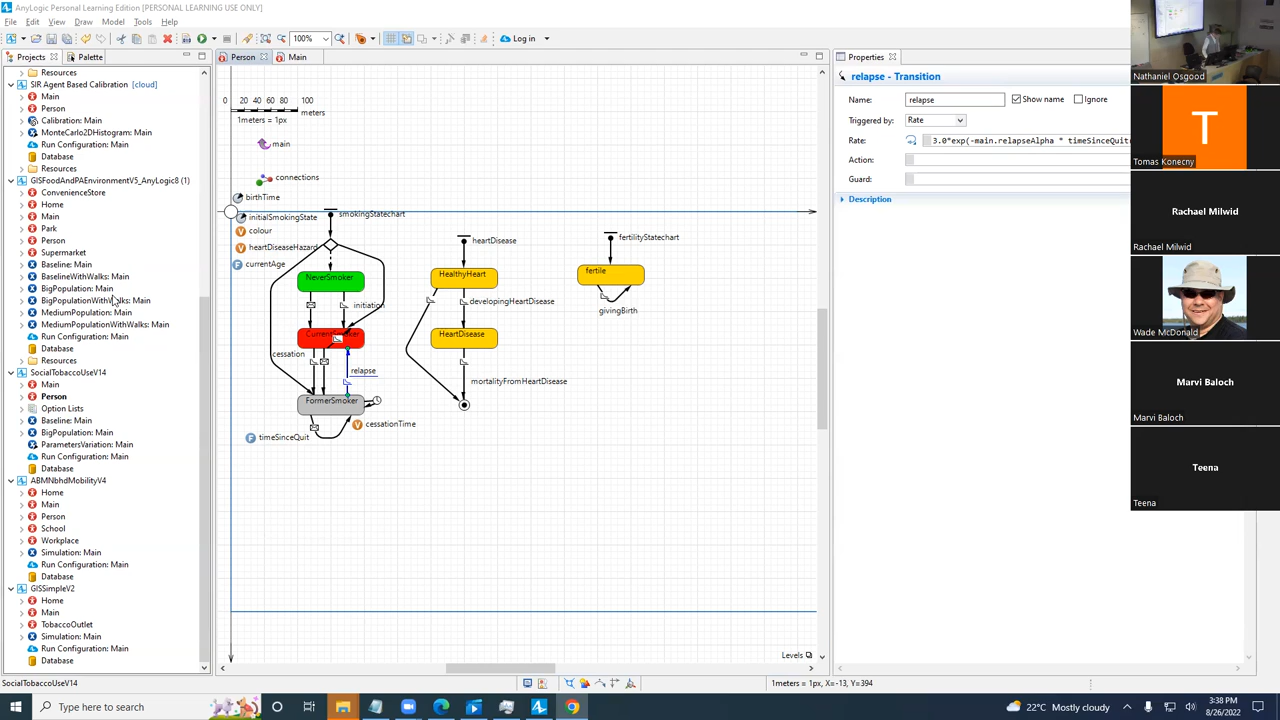 AnyLogic Personal Learning Edition [PERSONAL LEARNING USE ONLY]
File Edit View Draw Model Tools Help
100% Log in
Projects Palette
Person Main
Properties
Resources
SIR Agent Based Calibration [cloud]
Main
Person
Calibration: Main
MonteCarlo2DHistogram: Main
Run Configuration: Main
Database
Resources
GISFoodAndPAEnvironmentV5_AnyLogic8 (1)
ConvenienceStore
Home
Main
Park
Person
Supermarket
Baseline: Main
BaselineWithWalks: Main
BigPopulation: Main
BigPopulationWithWalks: Main
MediumPopulation: Main
MediumPopulationWithWalks: Main
Run Configuration: Main
Database
Resources
SocialTobaccoUseV14
Main
Person
Option Lists
Baseline: Main
BigPopulation: Main
ParametersVariation: Main
Run Configuration: Main
Database
ABMNbhdMobilityV4
Home
Main
Person
School
Workplace
Simulation: Main
Run Configuration: Main
Database
GISSimpleV2
Home
Main
TobaccoOutlet
Simulation: Main
Run Configuration: Main
Database
0 20 40 60 80 100
meters
1meters = 1px
main
connections
birthTime
initialSmokingState
smokingStatechart
colour
heartDiseaseHazard
currentAge
NeverSmoker
initiation
CurrentSmoker
cessation
relapse
FormerSmoker
cessationTime
timeSinceQuit
heartDisease
HealthyHeart
developingHeartDisease
HeartDisease
mortalityFromHeartDisease
fertilityStatechart
fertile
givingBirth
Levels
relapse - Transition
Name: relapse Show name Ignore
Triggered by: Rate
Rate: 3.0*exp(-main.relapseAlpha * timeSinceQuit(
Action:
Guard:
Description
Nathaniel Osgood
T
Tomas Konecny
Rachael Milwid
Rachael Milwid
Wade McDonald
Marvi Baloch
Marvi Baloch
Teena
Teena
SocialTobaccoUseV14
1meters = 1px, X=-13, Y=394
Type here to search
22°C Mostly cloudy
3:38 PM
8/26/2022